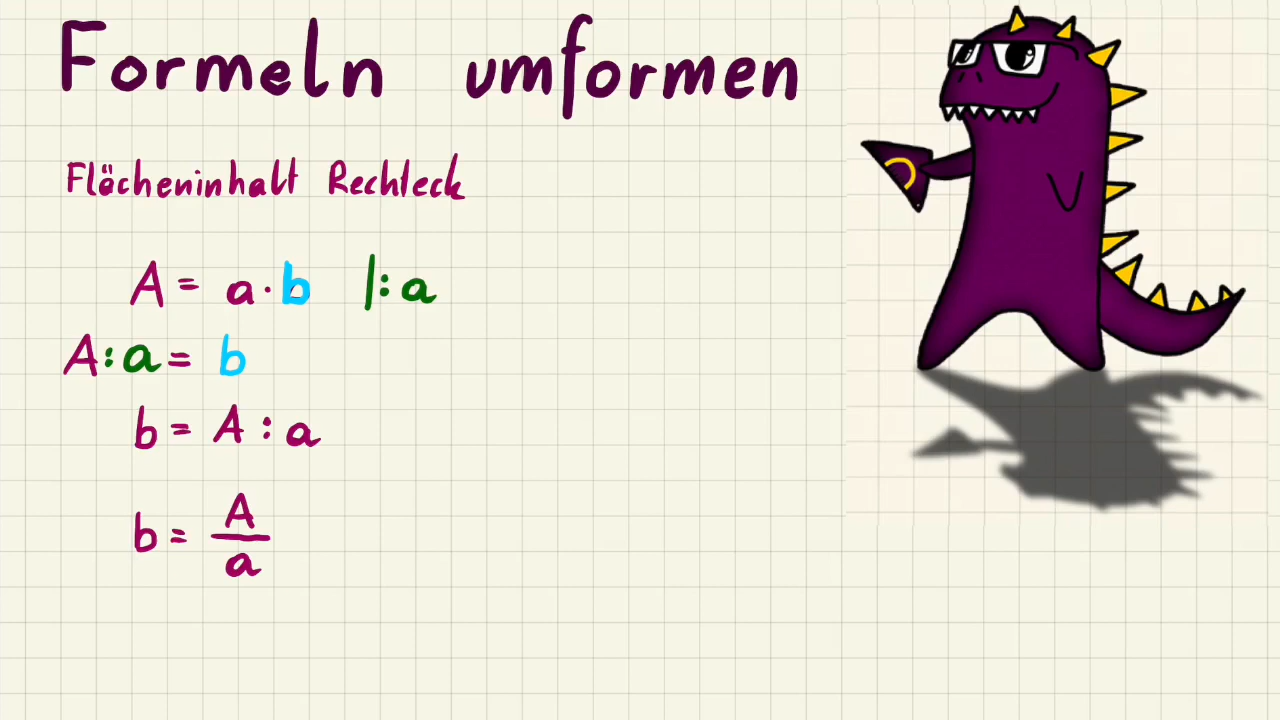 Formeln umformen
Flächeninhalt Rechteck
A = a · b |: a
A : a = b
b = A : a
b = A / a